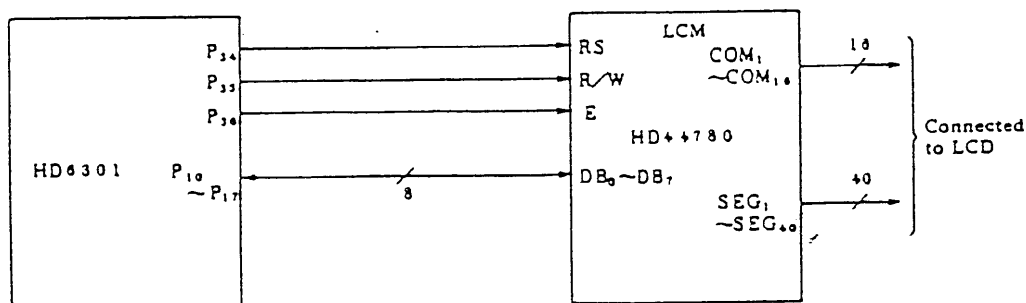 HD6301
P34
P35
P36
P10
~P17
8
LCM
RS
R/W
E
HD44780
DB0~DB7
COM1
~COM16
SEG1
~SEG40
16
40
Connected
to LCD